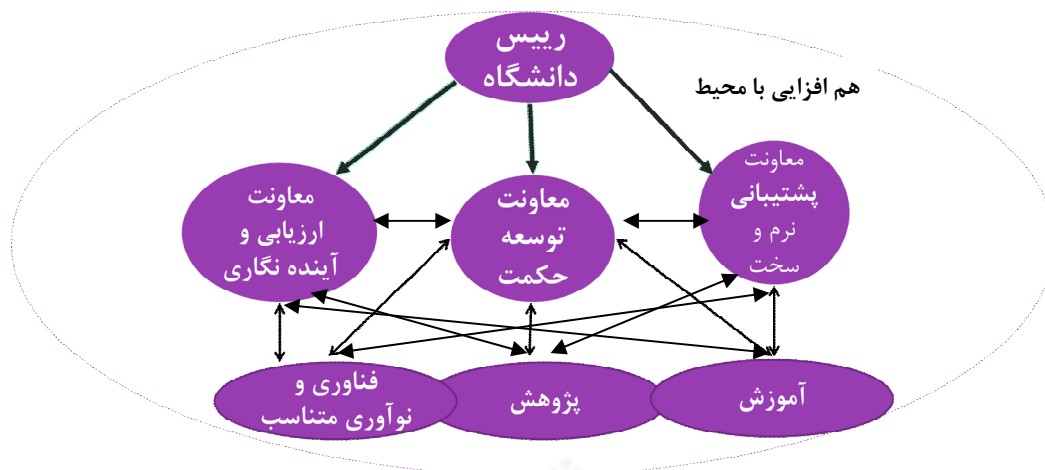 رییس
دانشگاه
هم افزایی با محیط
معاونت
پشتیبانی
نرم و
سخت
معاونت
توسعه
حکمت
معاونت
ارزیابی و
آینده نگاری
آموزش
پژوهش
فناوری و
نوآوری متناسب